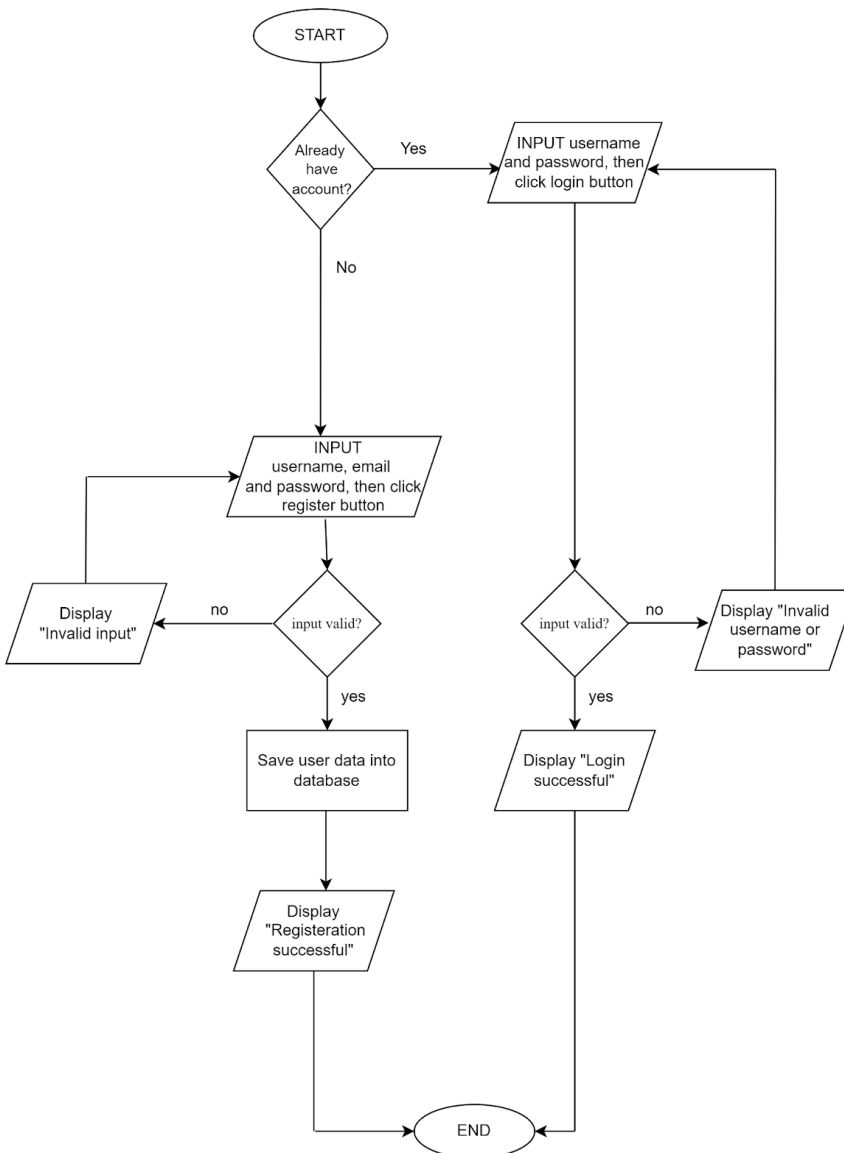 START
Already
have
account?
Yes
INPUT username
and password, then
click login button
No
INPUT
username, email
and password, then click
register button
Display
"Invalid input"
no
input valid?
input valid?
no
Display "Invalid
username or
password"
yes
yes
Save user data into
database
Display "Login
successful"
Display
"Registeration
successful"
END